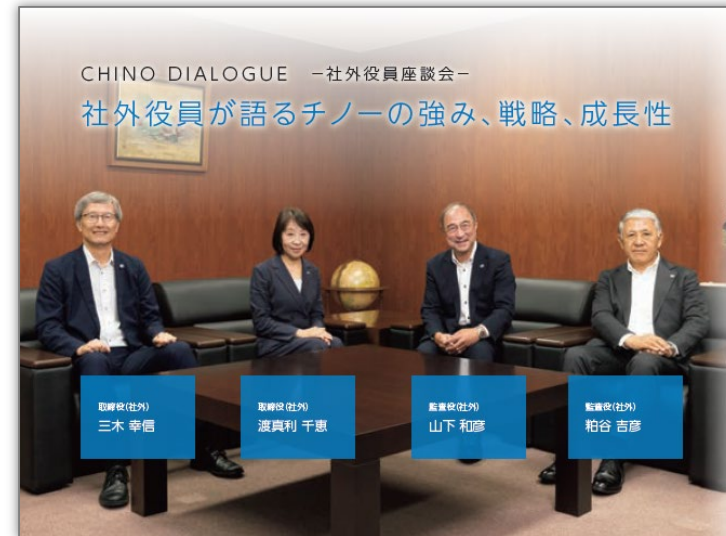 CHINO DIALOGUE －社外役員座談会－
社外役員が語るチノーの強み、戦略、成長性
取締役(社外)
三木 幸信
取締役(社外)
渡真利 千恵
監査役(社外)
山下 和彦
監査役(社外)
粕谷 吉彦